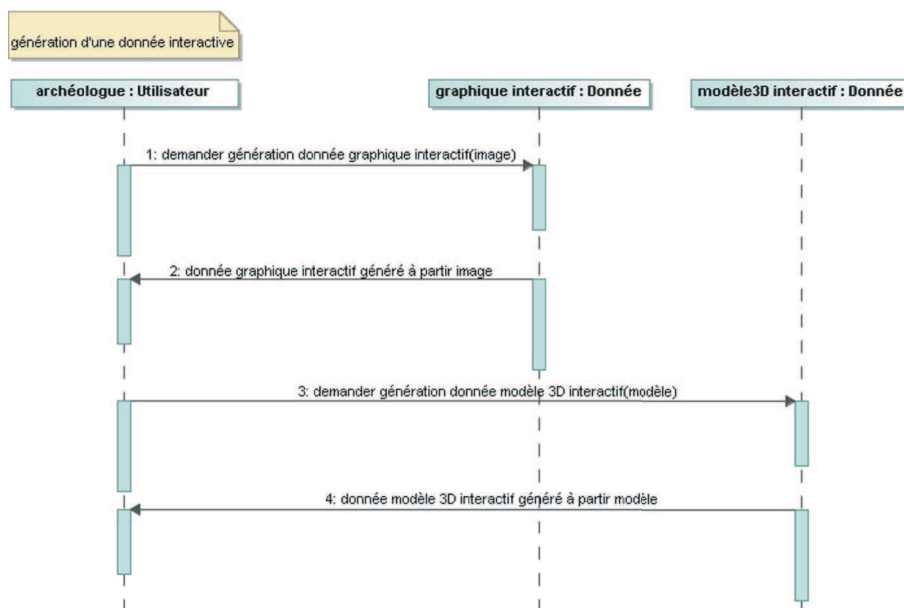 génération d'une donnée interactive
archéologue : Utilisateur
graphique interactif : Donnée
modèle3D interactif : Donnée
1: demander génération donnée graphique interactif(image)
2: donnée graphique interactif généré à partir image
3: demander génération donnée modèle 3D interactif(modèle)
4: donnée modèle 3D interactif généré à partir modèle